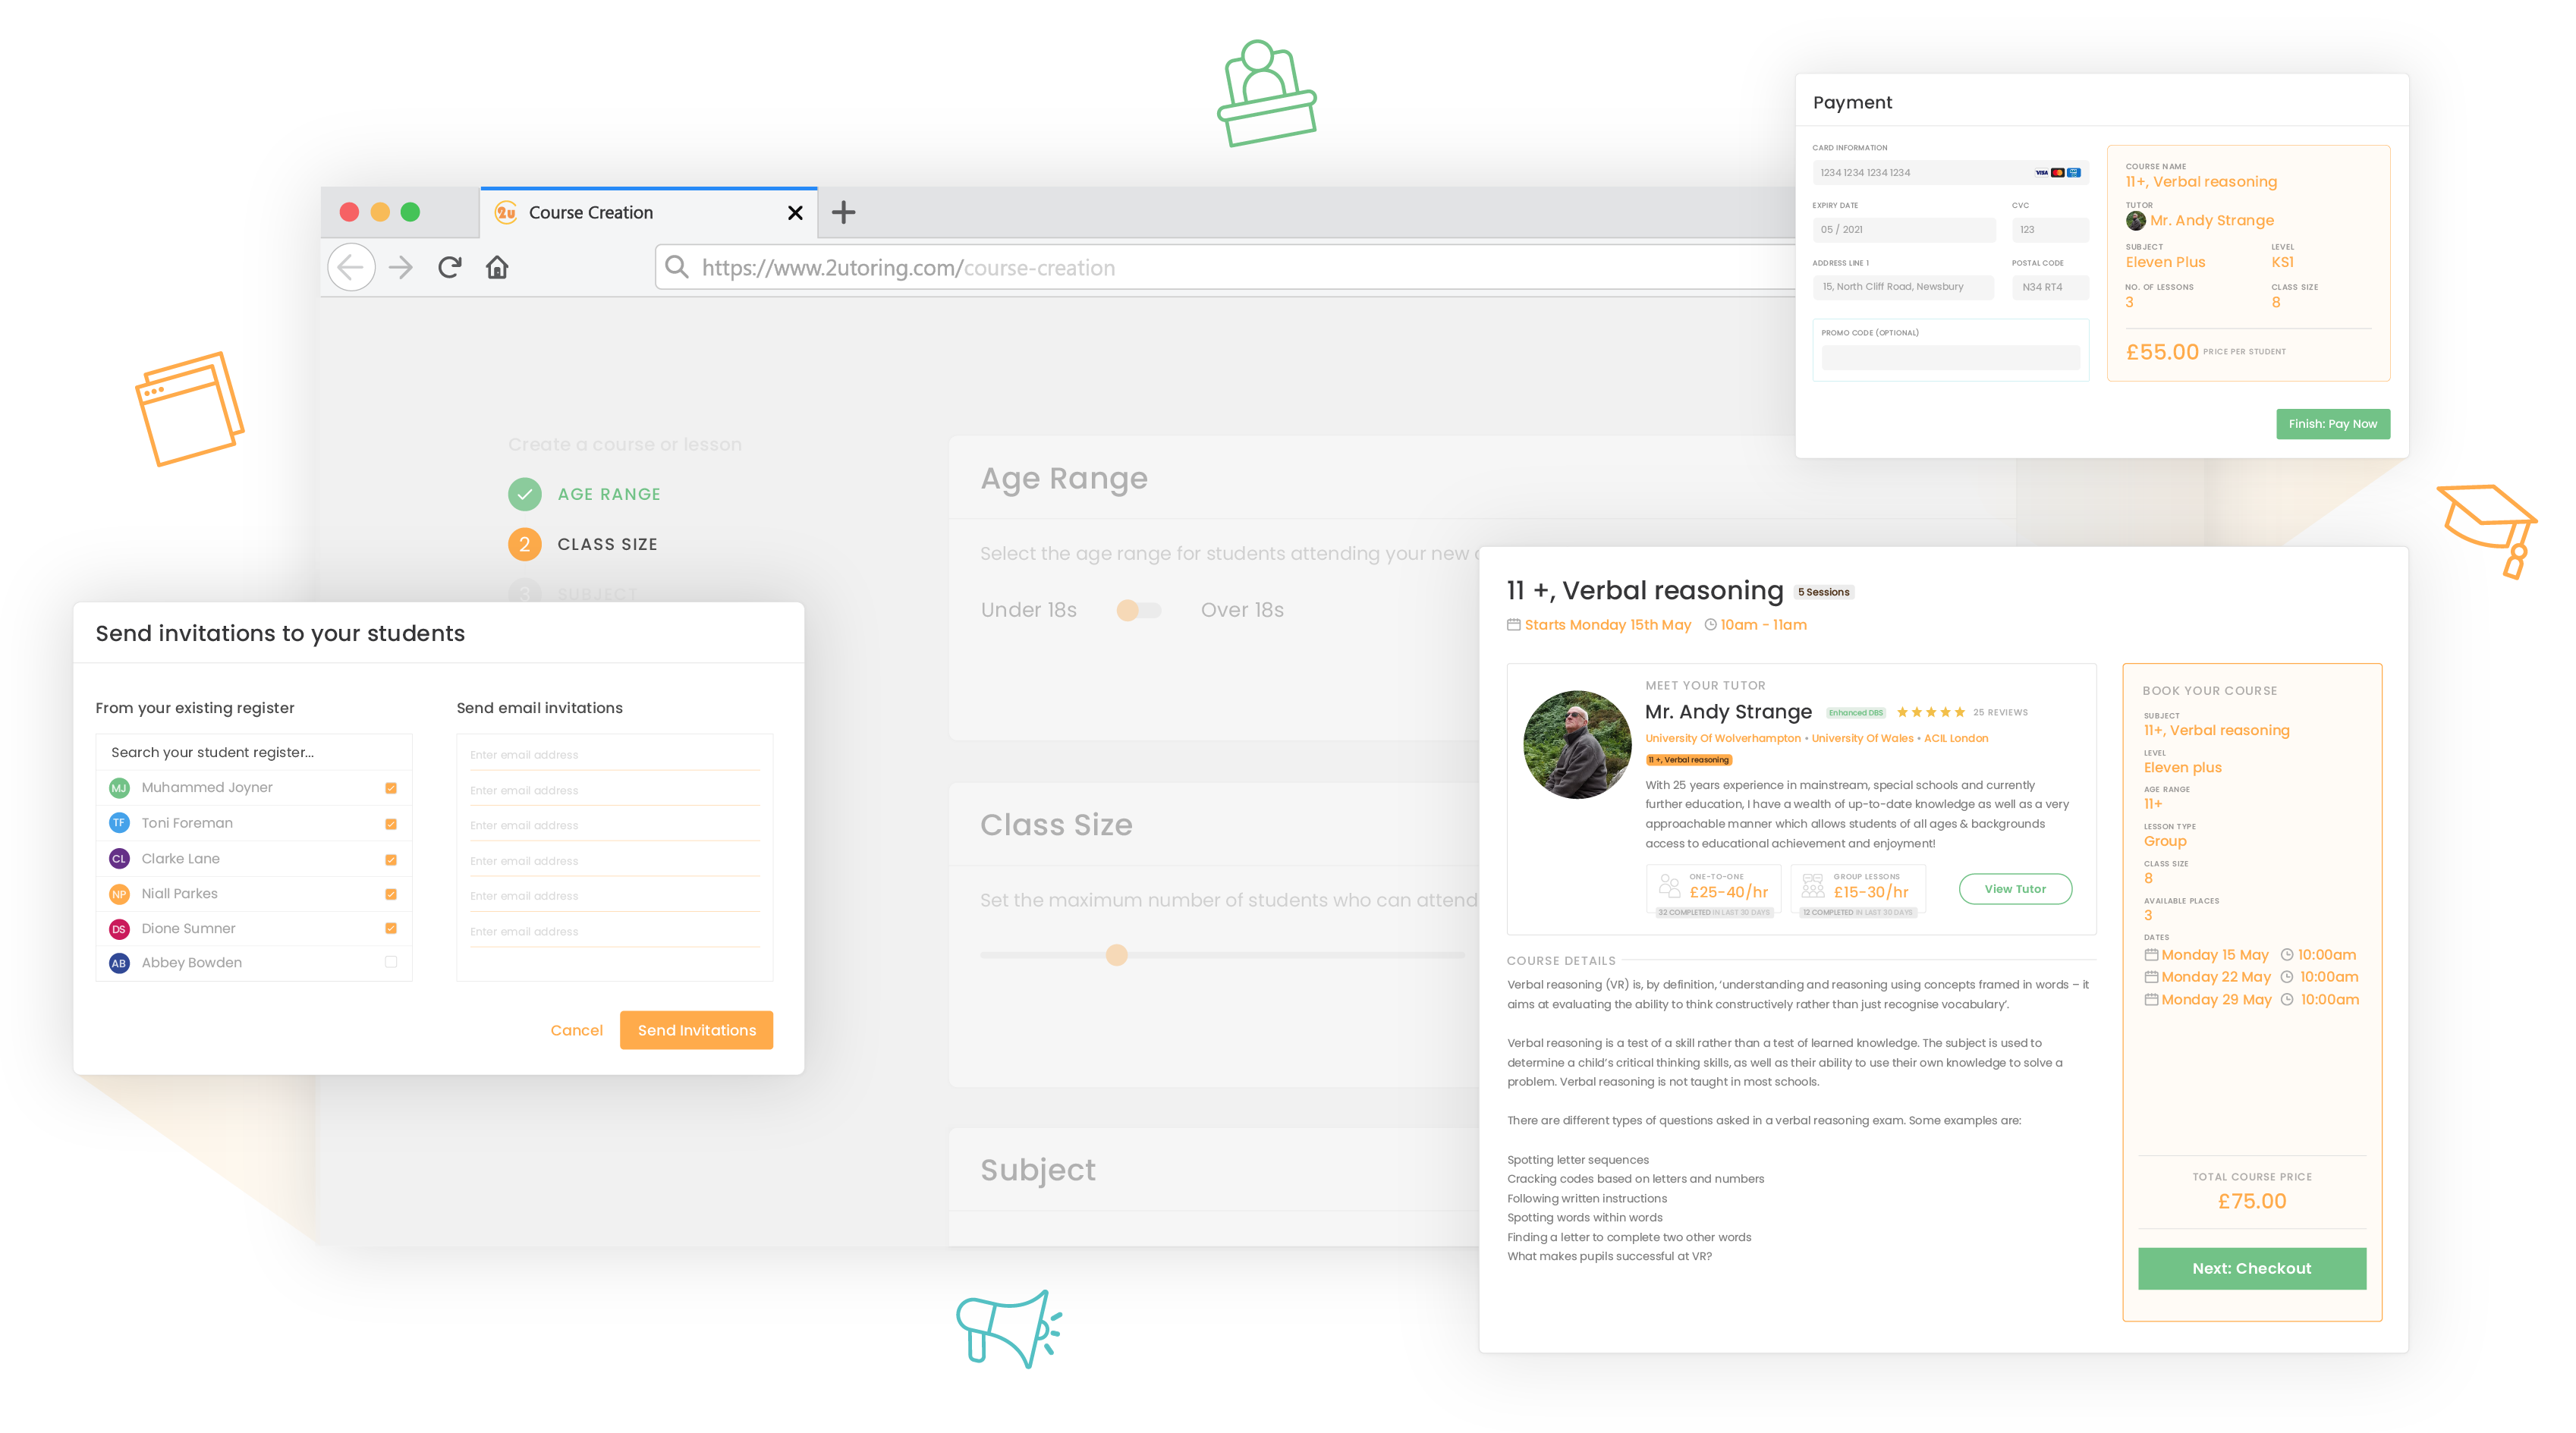 2u Course Creation
https://www.2utoring.com/course-creation
Create a course or lesson
AGE RANGE
2 CLASS SIZE
3 SUBJECT
Age Range
Select the age range for students attending your new
Under 18s Over 18s
Class Size
Set the maximum number of students who can attend
Subject
Send invitations to your students
From your existing register
Search your student register...
MJ Muhammed Joyner
TF Toni Foreman
CL Clarke Lane
NP Niall Parkes
DS Dione Sumner
AB Abbey Bowden
Send email invitations
Enter email address
Enter email address
Enter email address
Enter email address
Enter email address
Enter email address
Cancel Send Invitations
Payment
CARD INFORMATION
1234 1234 1234 1234 VISA
EXPIRY DATE CVC
05 / 2021 123
ADDRESS LINE 1 POSTAL CODE
15, North Cliff Road, Newsbury N34 RT4
PROMO CODE (OPTIONAL)
COURSE NAME
11+, Verbal reasoning
TUTOR
Mr. Andy Strange
SUBJECT LEVEL
Eleven Plus KS1
NO. OF LESSONS CLASS SIZE
3 8
£55.00 PRICE PER STUDENT
Finish: Pay Now
11 +, Verbal reasoning 5 Sessions
Starts Monday 15th May 10am - 11am
MEET YOUR TUTOR
Mr. Andy Strange Enhanced DBS 25 REVIEWS
University Of Wolverhampton • University Of Wales • ACIL London
11 +, Verbal reasoning
With 25 years experience in mainstream, special schools and currently
further education, I have a wealth of up-to-date knowledge as well as a very
approachable manner which allows students of all ages & backgrounds
access to educational achievement and enjoyment!
ONE-TO-ONE
£25-40/hr
32 COMPLETED IN LAST 30 DAYS
GROUP LESSONS
£15-30/hr
12 COMPLETED IN LAST 30 DAYS
View Tutor
COURSE DETAILS
Verbal reasoning (VR) is, by definition, ‘understanding and reasoning using concepts framed in words – it
aims at evaluating the ability to think constructively rather than just recognise vocabulary’.
Verbal reasoning is a test of a skill rather than a test of learned knowledge. The subject is used to
determine a child’s critical thinking skills, as well as their ability to use their own knowledge to solve a
problem. Verbal reasoning is not taught in most schools.
There are different types of questions asked in a verbal reasoning exam. Some examples are:
Spotting letter sequences
Cracking codes based on letters and numbers
Following written instructions
Spotting words within words
Finding a letter to complete two other words
What makes pupils successful at VR?
BOOK YOUR COURSE
SUBJECT
11+, Verbal reasoning
LEVEL
Eleven plus
AGE RANGE
11+
LESSON TYPE
Group
CLASS SIZE
8
AVAILABLE PLACES
3
DATES
Monday 15 May 10:00am
Monday 22 May 10:00am
Monday 29 May 10:00am
TOTAL COURSE PRICE
£75.00
Next: Checkout